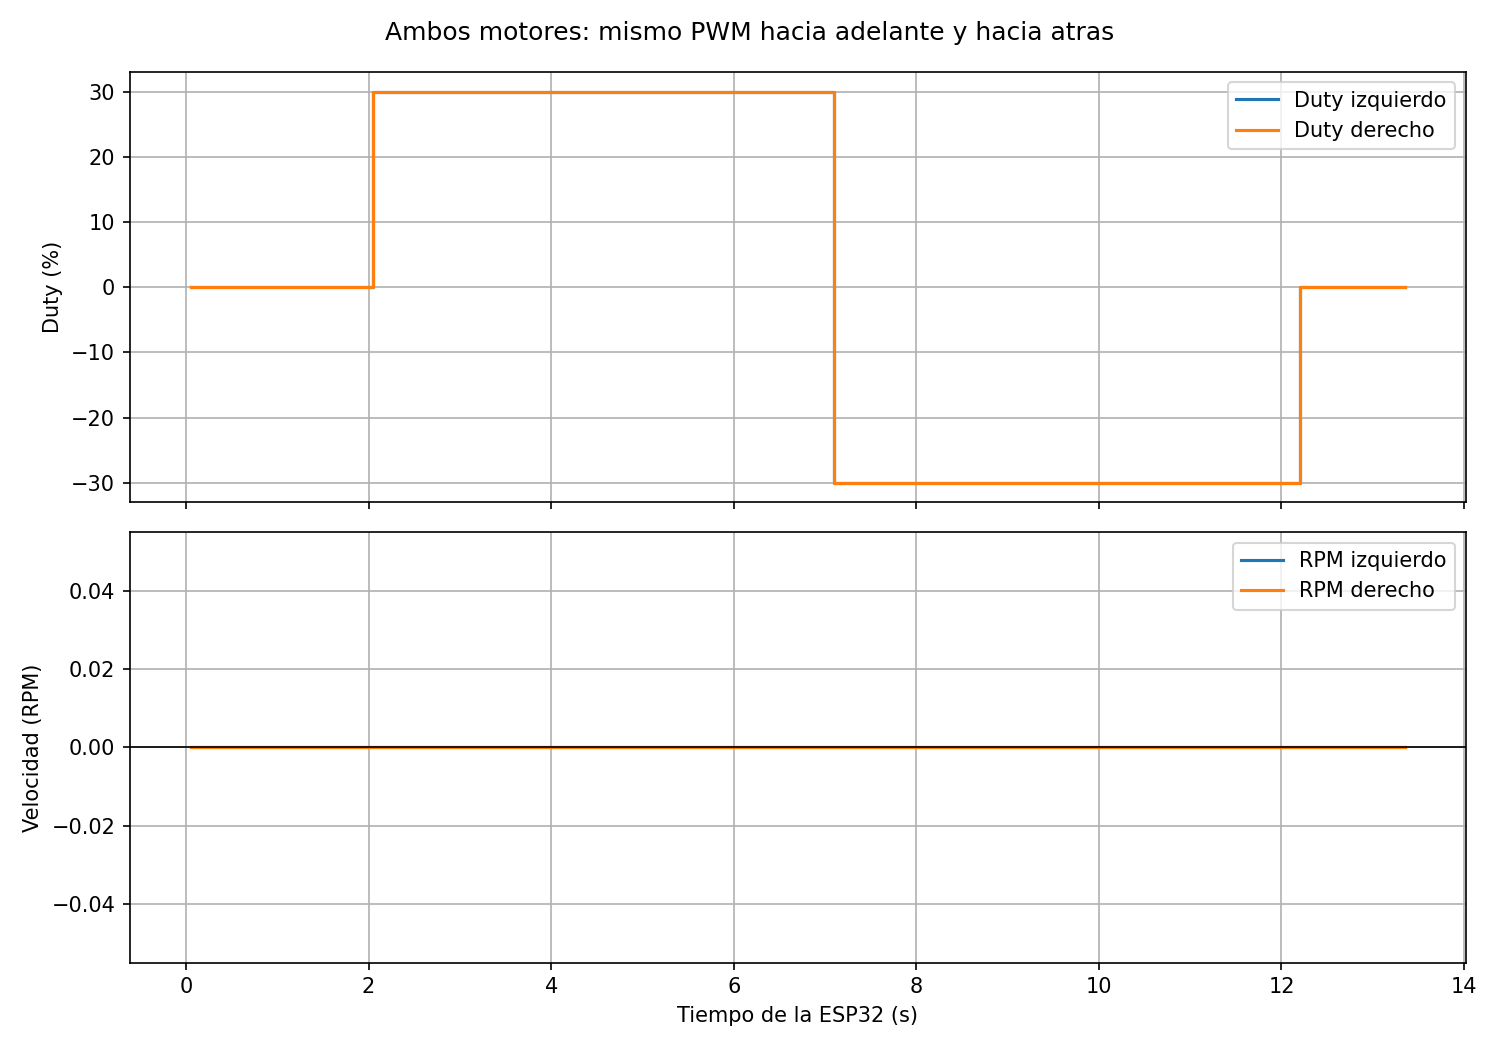 Ambos motores: mismo PWM hacia adelante y hacia atras
Duty izquierdo
Duty derecho
30
20
10
0
−10
−20
−30
Duty (%)
RPM izquierdo
RPM derecho
0.04
0.02
0.00
−0.02
−0.04
Velocidad (RPM)
0 2 4 6 8 10 12 14
Tiempo de la ESP32 (s)